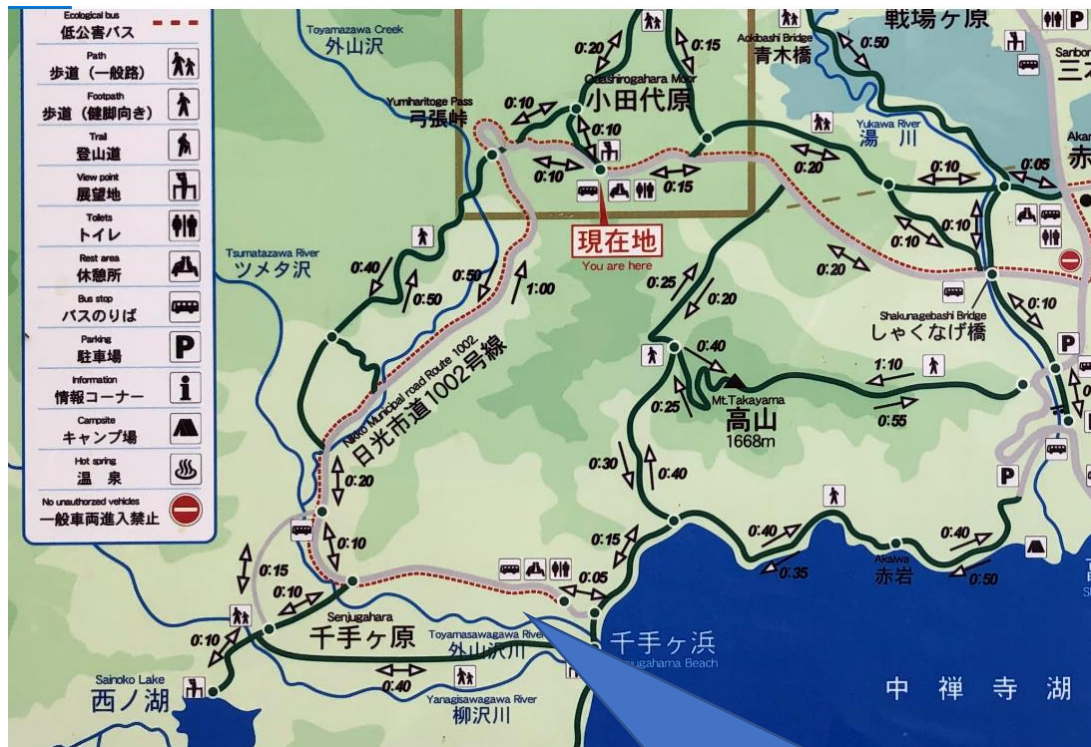 Ecological bus
低公害バス
Path
歩道（一般路）
Footpath
歩道（健脚向き）
Trail
登山道
View point
展望地
Toilets
トイレ
Rest area
休憩所
Bus stop
バスのりば
Parking
駐車場
P
Information
情報コーナー
i
Campsite
キャンプ場
Hot spring
温泉
No unauthorized vehicles
一般車両進入禁止
Toyamazawa Creek
外山沢
0:20
0:15
Aokibashi Bridge
青木橋
戦場ヶ原
0:50
P
Odashirogahara Moor
小田代原
Yumiharitoge Pass
弓張峠
0:10
0:10
0:10
0:15
Yukawa River
湯川
0:20
0:10
0:05
現在地
You are here
0:10
0:10
0:20
Tsumatazawa River
ツメタ沢
0:40
0:50
0:50
1:00
0:25
0:20
Shakunagebashi Bridge
しゃくなげ橋
0:10
P
Nikko Municipal road Route 1002
日光市道1002号線
0:40
Mt.Takayama
高山
1668m
1:10
0:55
0:25
0:30
0:40
0:20
P
0:10
0:15
0:15
0:40
0:35
Akaiwa
赤岩
0:40
0:50
0:05
0:10
0:10
Senjugahara
千手ヶ原
Toyamasawagawa River
外山沢川
千手ヶ浜
0:40
Sainoko Lake
西ノ湖
Yanagisawagawa River
柳沢川
中禅寺湖